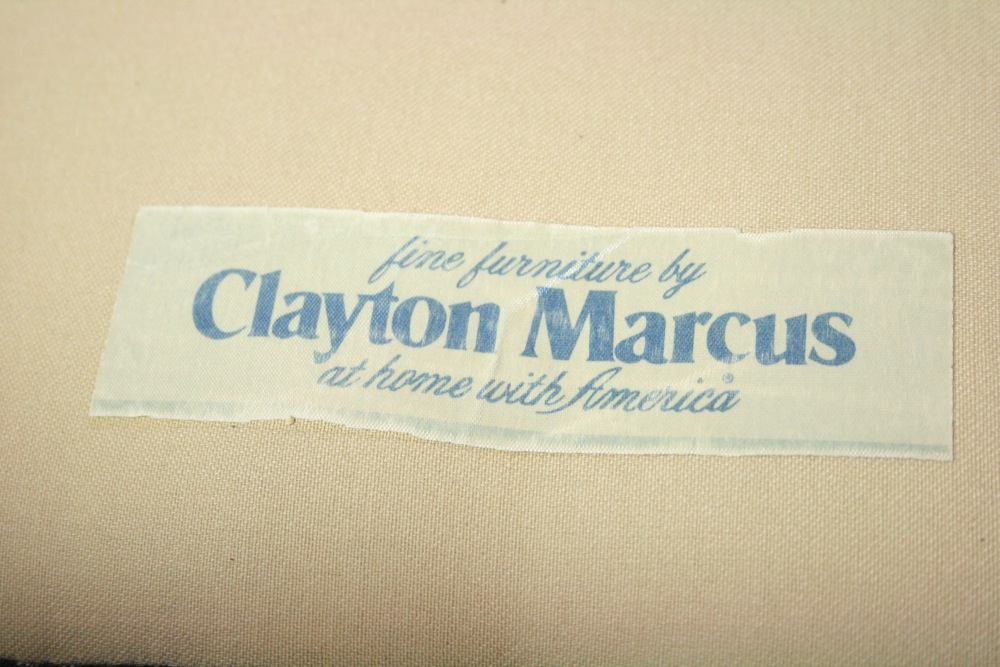 fine furniture by
Clayton Marcus
at home with America®